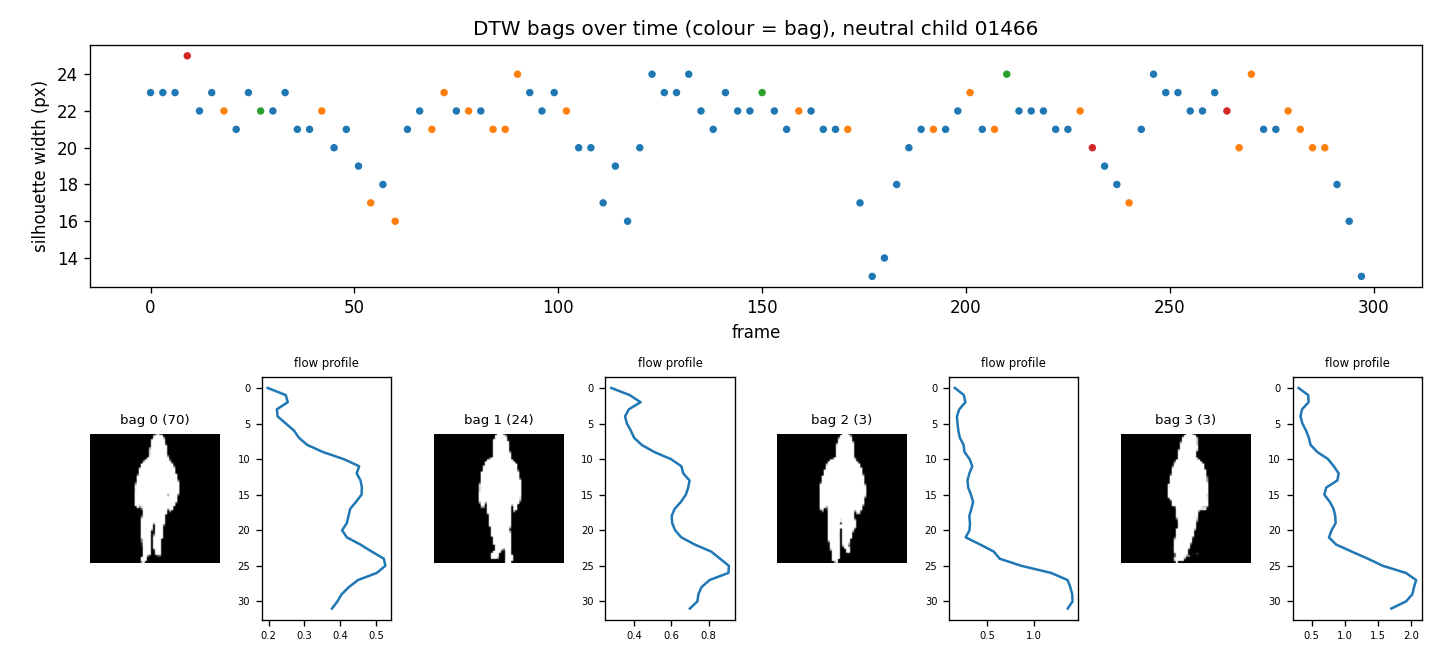 DTW bags over time (colour = bag), neutral child 01466
silhouette width (px)
24
22
20
18
16
14
0 50 100 150 200 250 300
frame
bag 0 (70)
flow profile
0
5
10
15
20
25
30
0.2 0.3 0.4 0.5
bag 1 (24)
flow profile
0
5
10
15
20
25
30
0.4 0.6 0.8
bag 2 (3)
flow profile
0
5
10
15
20
25
30
0.5 1.0
bag 3 (3)
flow profile
0
5
10
15
20
25
30
0.5 1.0 1.5 2.0